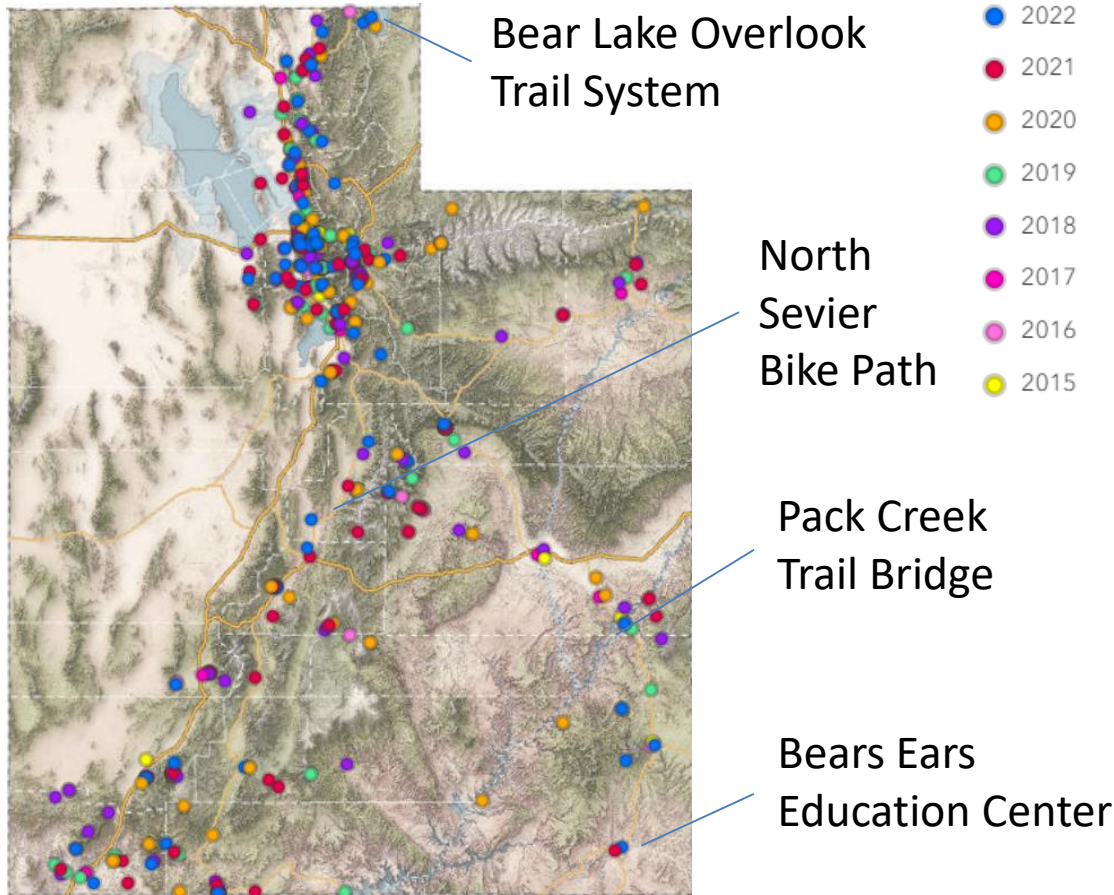 Bear Lake Overlook
Trail System
North
Sevier
Bike Path
Pack Creek
Trail Bridge
Bears Ears
Education Center
2022
2021
2020
2019
2018
2017
2016
2015